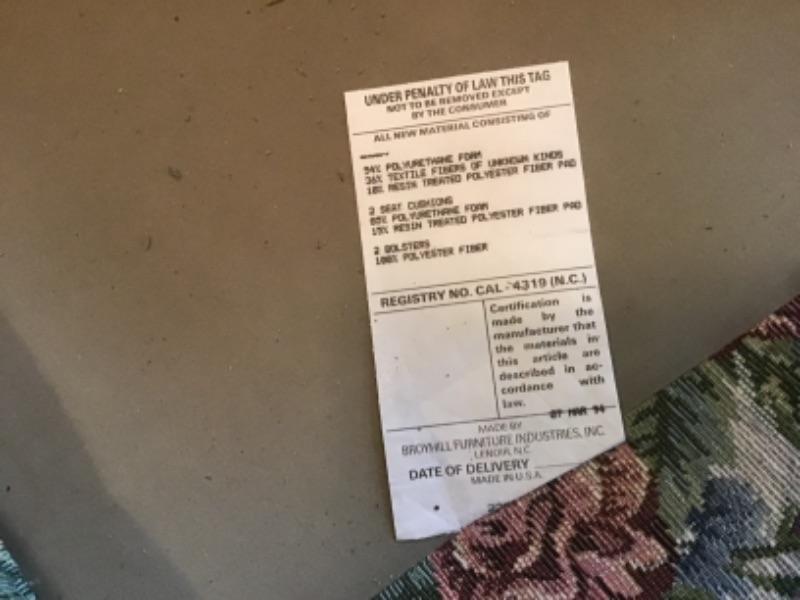 UNDER PENALTY OF LAW THIS TAG
NOT TO BE REMOVED EXCEPT
BY THE CONSUMER
ALL NEW MATERIAL CONSISTING OF
54% POLYURETHANE FOAM
36% TEXTILE FIBERS OF UNKNOWN KINDS
10% RESIN TREATED POLYESTER FIBER PAD
2 SEAT CUSHIONS
85% POLYURETHANE FOAM
15% RESIN TREATED POLYESTER FIBER PAD
2 BOLSTERS
100% POLYESTER FIBER
REGISTRY NO. CAL - 4319 (N.C.)
Certification is
made by the
manufacturer that
the materials in
this article are
described in ac-
cordance with
law.
07 MAR 94
MADE BY
BROYHILL FURNITURE INDUSTRIES, INC.
LENOIR, N.C.
DATE OF DELIVERY
MADE IN U.S.A.